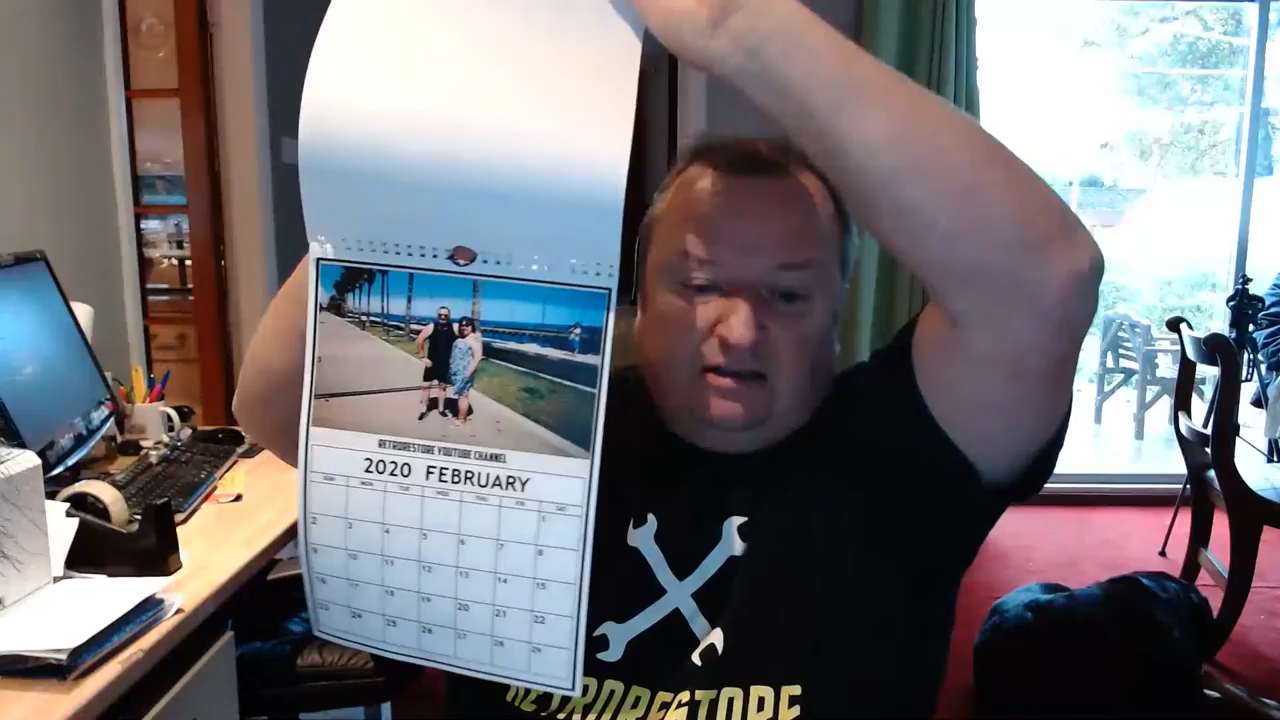 RETRORESTORE YOUTUBE CHANNEL
2020 FEBRUARY
SUN MON TUE WED THU FRI SAT
1
2 3 4 5 6 7 8
9 10 11 12 13 14 15
16 17 18 19 20 21 22
23 24 25 26 27 28 29
RETRORESTORE